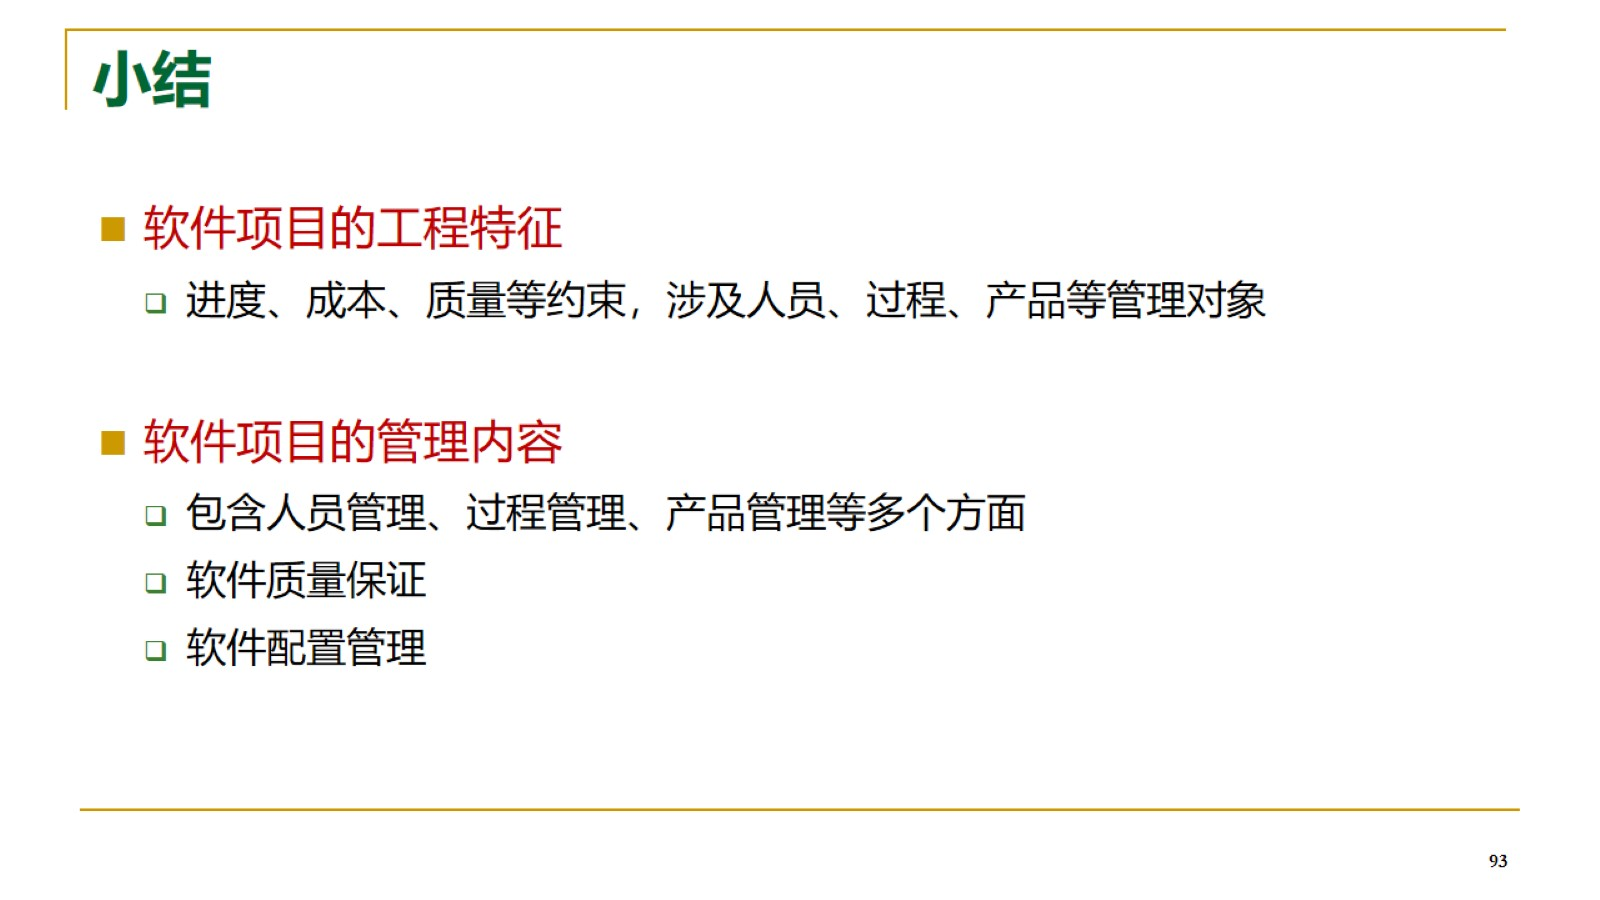 小结
软件项目的工程特征
进度、成本、质量等约束，涉及人员、过程、产品等管理对象
软件项目的管理内容
包含人员管理、过程管理、产品管理等多个方面
软件质量保证
软件配置管理
93